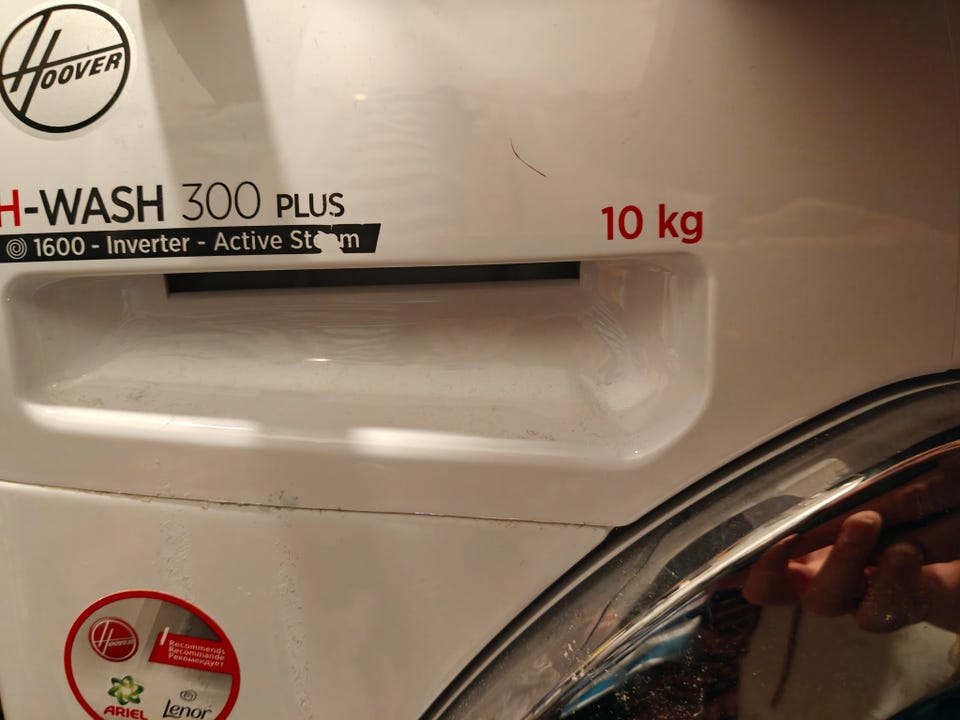 HOOVER
H-WASH 300 PLUS
10 kg
1600 - Inverter - Active Steam
HOOVER
Recommends
Recommande
Рекомендует
ARIEL
Lenor